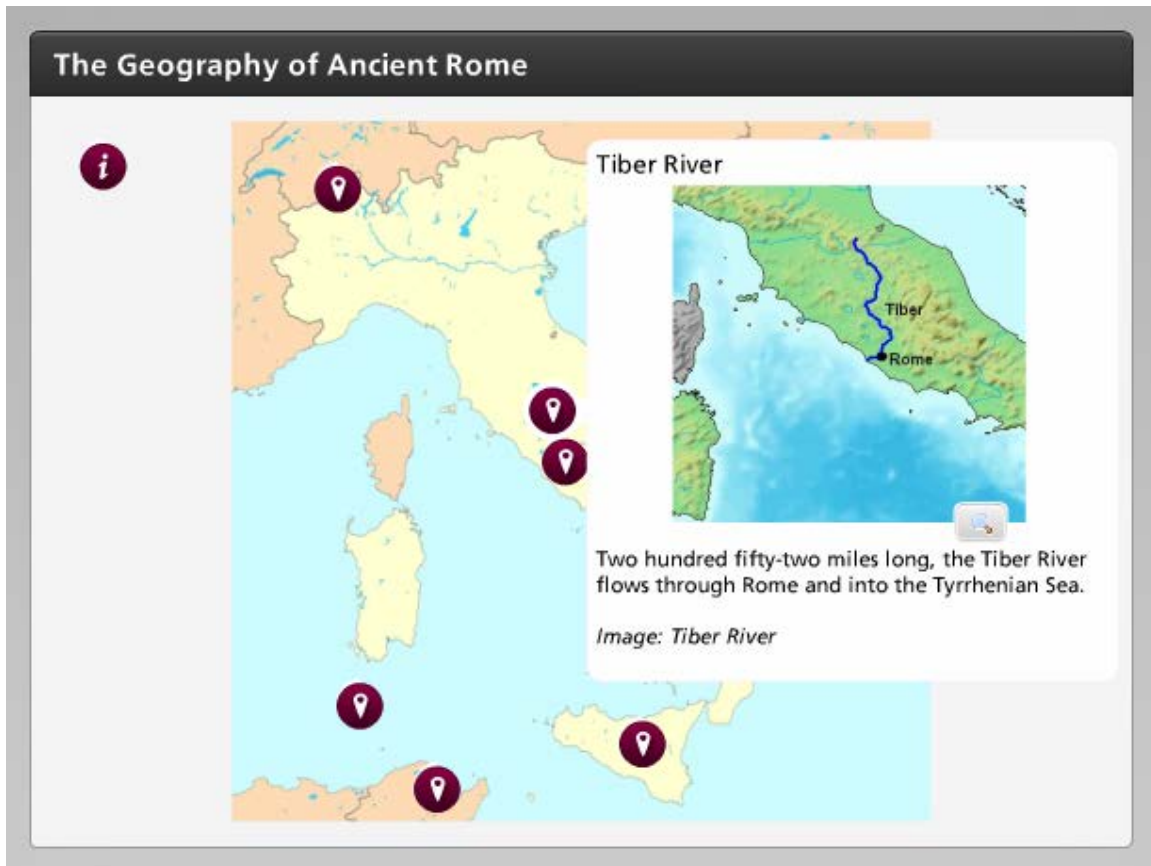 The Geography of Ancient Rome
i
Tiber River
Tiber
Rome
Two hundred fifty-two miles long, the Tiber River
flows through Rome and into the Tyrrhenian Sea.
Image: Tiber River